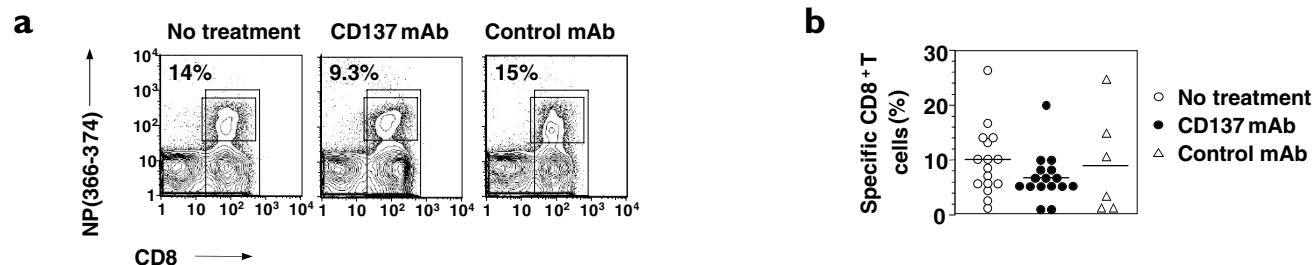 a
No treatment CD137 mAb Control mAb
NP(366-374)
10⁴
10³
10²
10
1
14%
9.3%
15%
1 10 10² 10³ 10⁴
1 10 10² 10³ 10⁴
1 10 10² 10³ 10⁴
CD8
b
Specific CD8⁺T
cells (%)
30
20
10
0
No treatment
CD137 mAb
Control mAb